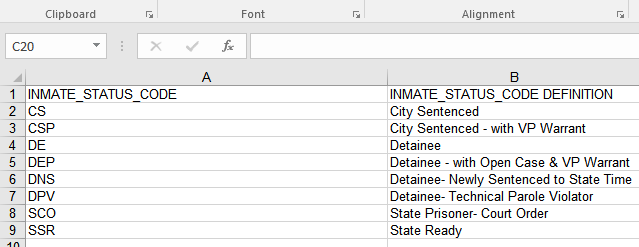 Clipboard Font Alignment
C20 fx
A B
1 INMATE_STATUS_CODE INMATE_STATUS_CODE DEFINITION
2 CS City Sentenced
3 CSP City Sentenced - with VP Warrant
4 DE Detainee
5 DEP Detainee - with Open Case & VP Warrant
6 DNS Detainee- Newly Sentenced to State Time
7 DPV Detainee- Technical Parole Violator
8 SCO State Prisoner- Court Order
9 SSR State Ready
10